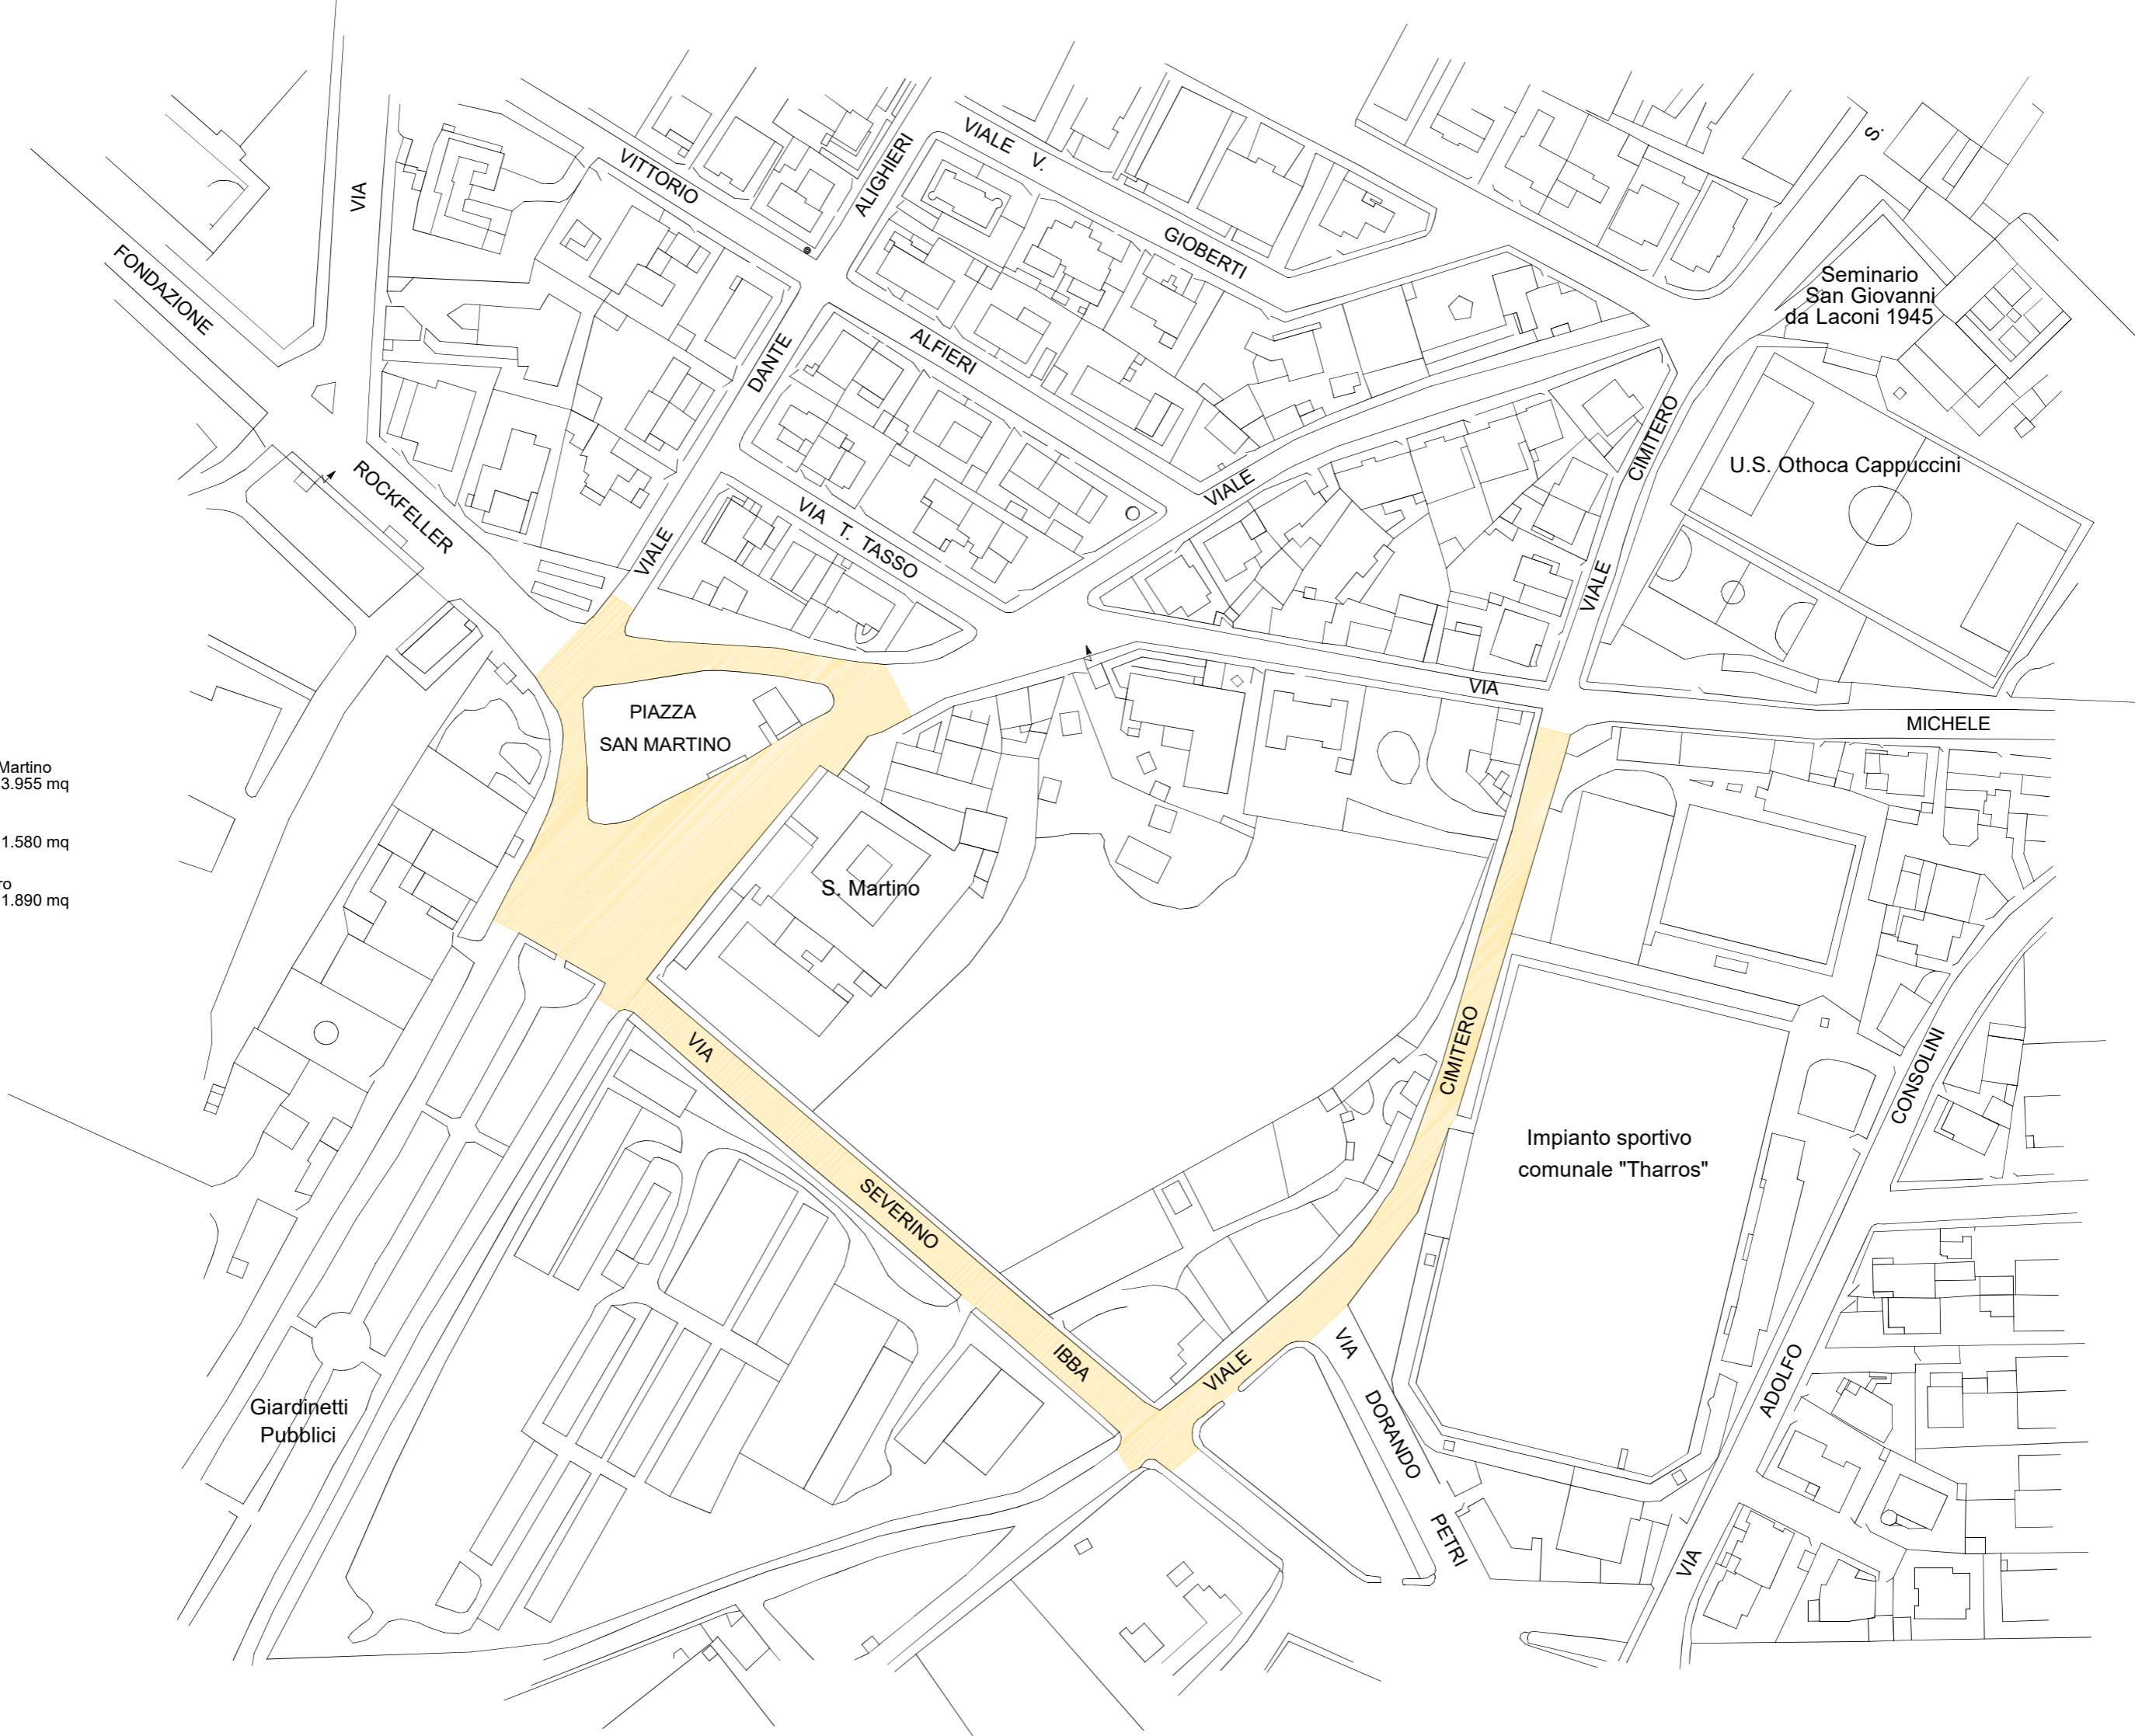 S.
VIALE V.
ALIGHIERI
VITTORIO
VIA
GIOBERTI
FONDAZIONE
Seminario
San Giovanni
da Laconi 1945
ALFIERI
DANTE
CIMITERO
U.S. Othoca Cappuccini
VIALE
ROCKFELLER
VIA T. TASSO
VIALE
VIALE
VIA
PIAZZA
SAN MARTINO
MICHELE
Martino
3.955 mq
1.580 mq
ro
1.890 mq
S. Martino
VIA
CIMITERO
CONSOLINI
Impianto sportivo
comunale "Tharros"
SEVERINO
IBBA
VIALE
VIA
DORANDO
PETRI
ADOLFO
VIA
Giardinetti
Pubblici